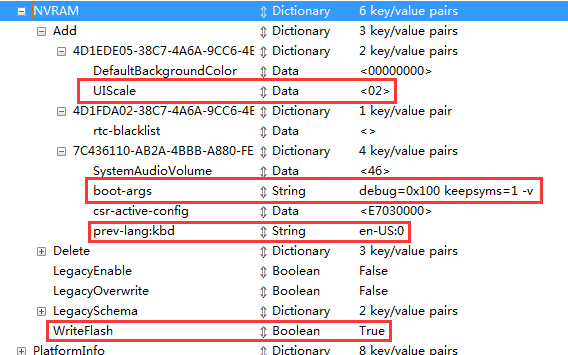 NVRAM Dictionary 6 key/value pairs
Add Dictionary 3 key/value pairs
4D1EDE05-38C7-4A6A-9CC6-4E Dictionary 2 key/value pairs
DefaultBackgroundColor Data <00000000>
UIScale Data <02>
4D1FDA02-38C7-4A6A-9CC6-4E Dictionary 1 key/value pair
rtc-blacklist Data <>
7C436110-AB2A-4BBB-A880-FE Dictionary 4 key/value pairs
SystemAudioVolume Data <46>
boot-args String debug=0x100 keepsyms=1 -v
csr-active-config Data <E7030000>
prev-lang:kbd String en-US:0
Delete Dictionary 3 key/value pairs
LegacyEnable Boolean False
LegacyOverwrite Boolean False
LegacySchema Dictionary 2 key/value pairs
WriteFlash Boolean True
PlatformInfo Dictionary 8 key/value pairs